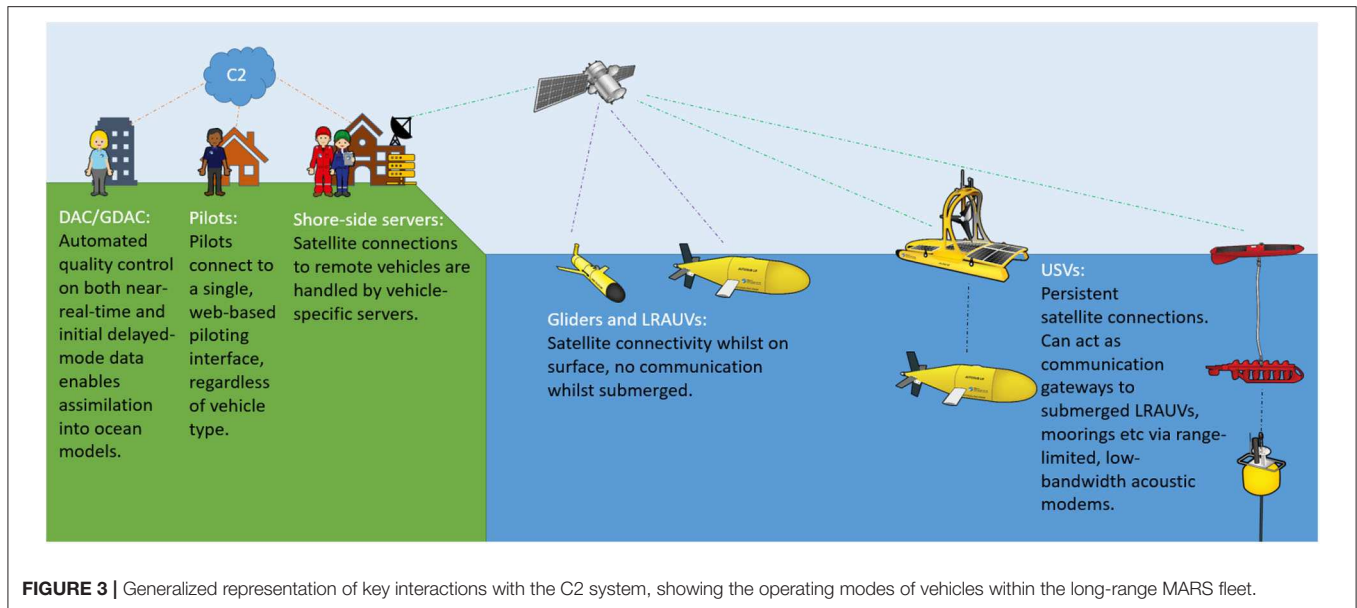 C2
DAC/GDAC:
Automated
quality control
on both near-
real-time and
initial delayed-
mode data
enables
assimilation
into ocean
models.
Pilots:
Pilots
connect to
a single,
web-based
piloting
interface,
regardless
of vehicle
type.
Shore-side servers:
Satellite connections
to remote vehicles are
handled by vehicle-
specific servers.
Gliders and LRAUVs:
Satellite connectivity whilst on
surface, no communication
whilst submerged.
USVs:
Persistent
satellite connections.
Can act as
communication
gateways to
submerged LRAUVs,
moorings etc via range-
limited, low-
bandwidth acoustic
modems.
FIGURE 3 | Generalized representation of key interactions with the C2 system, showing the operating modes of vehicles within the long-range MARS fleet.